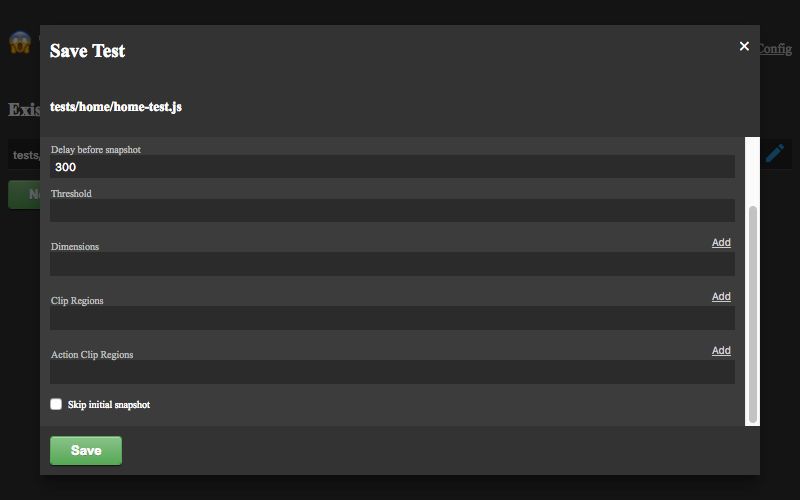 Save Test
×
Config
tests/home/home-test.js
Exis
tests,
Delay before snapshot
300
Threshold
Dimensions
Add
Clip Regions
Add
Action Clip Regions
Add
Skip initial snapshot
Save